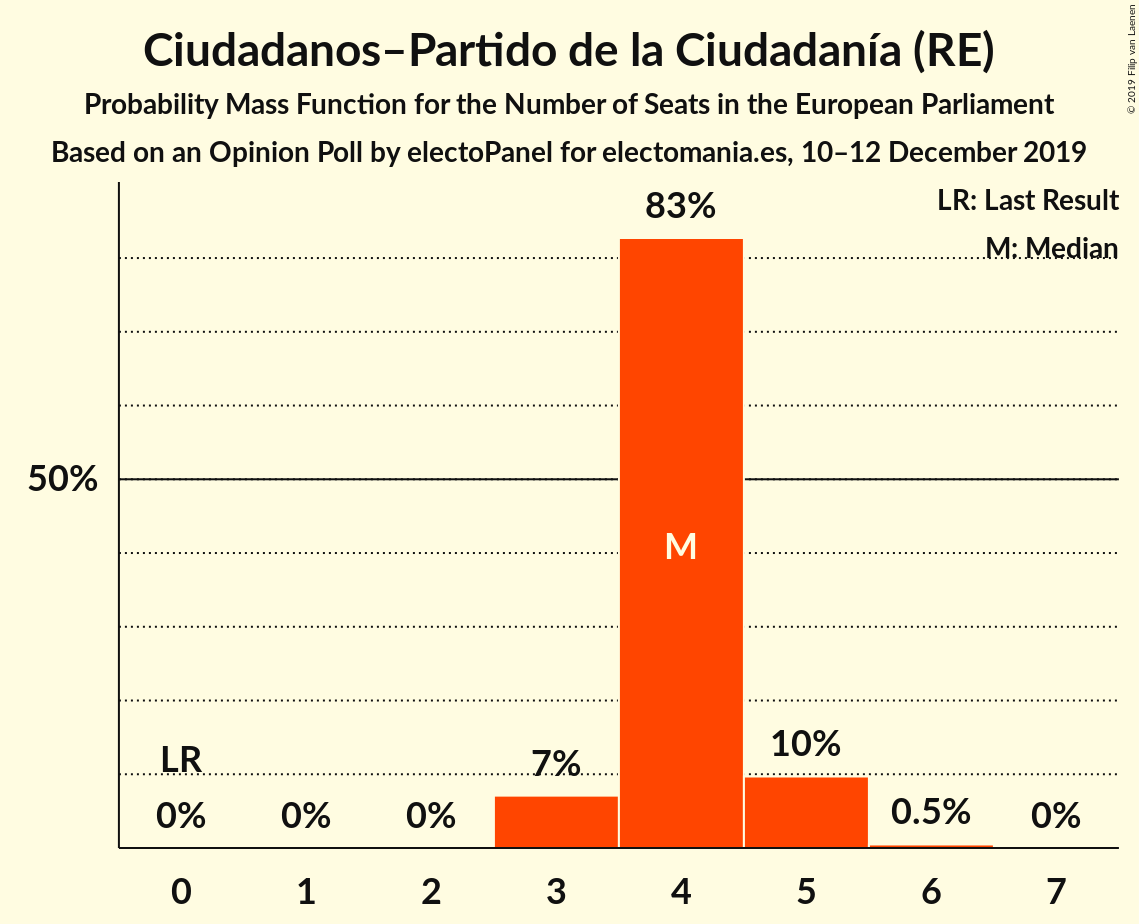 Ciudadanos–Partido de la Ciudadanía (RE)
Probability Mass Function for the Number of Seats in the European Parliament
Based on an Opinion Poll by electoPanel for electomania.es, 10–12 December 2019
© 2019 Filip van Laenen
LR: Last Result
M: Median
83%
50%
M
LR
7%
10%
0% 0% 0% 0.5% 0%
0 1 2 3 4 5 6 7